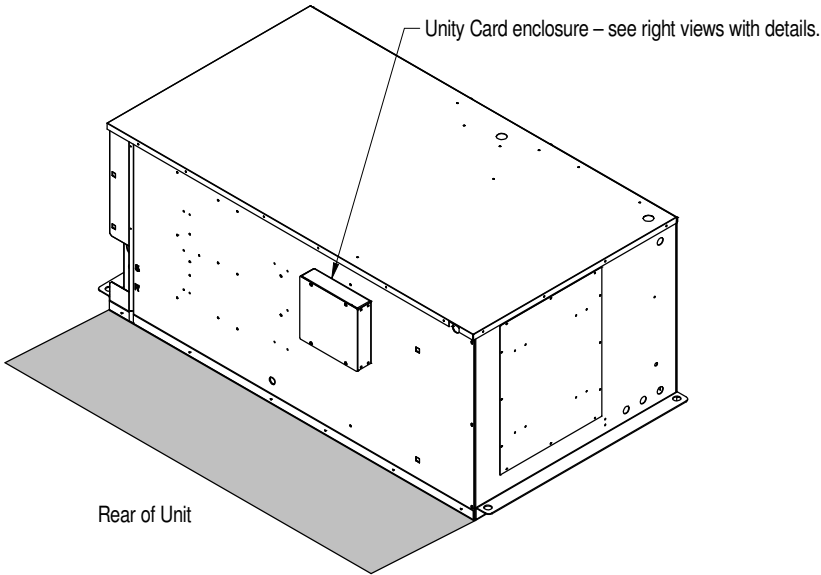 Unity Card enclosure – see right views with details.
Rear of Unit